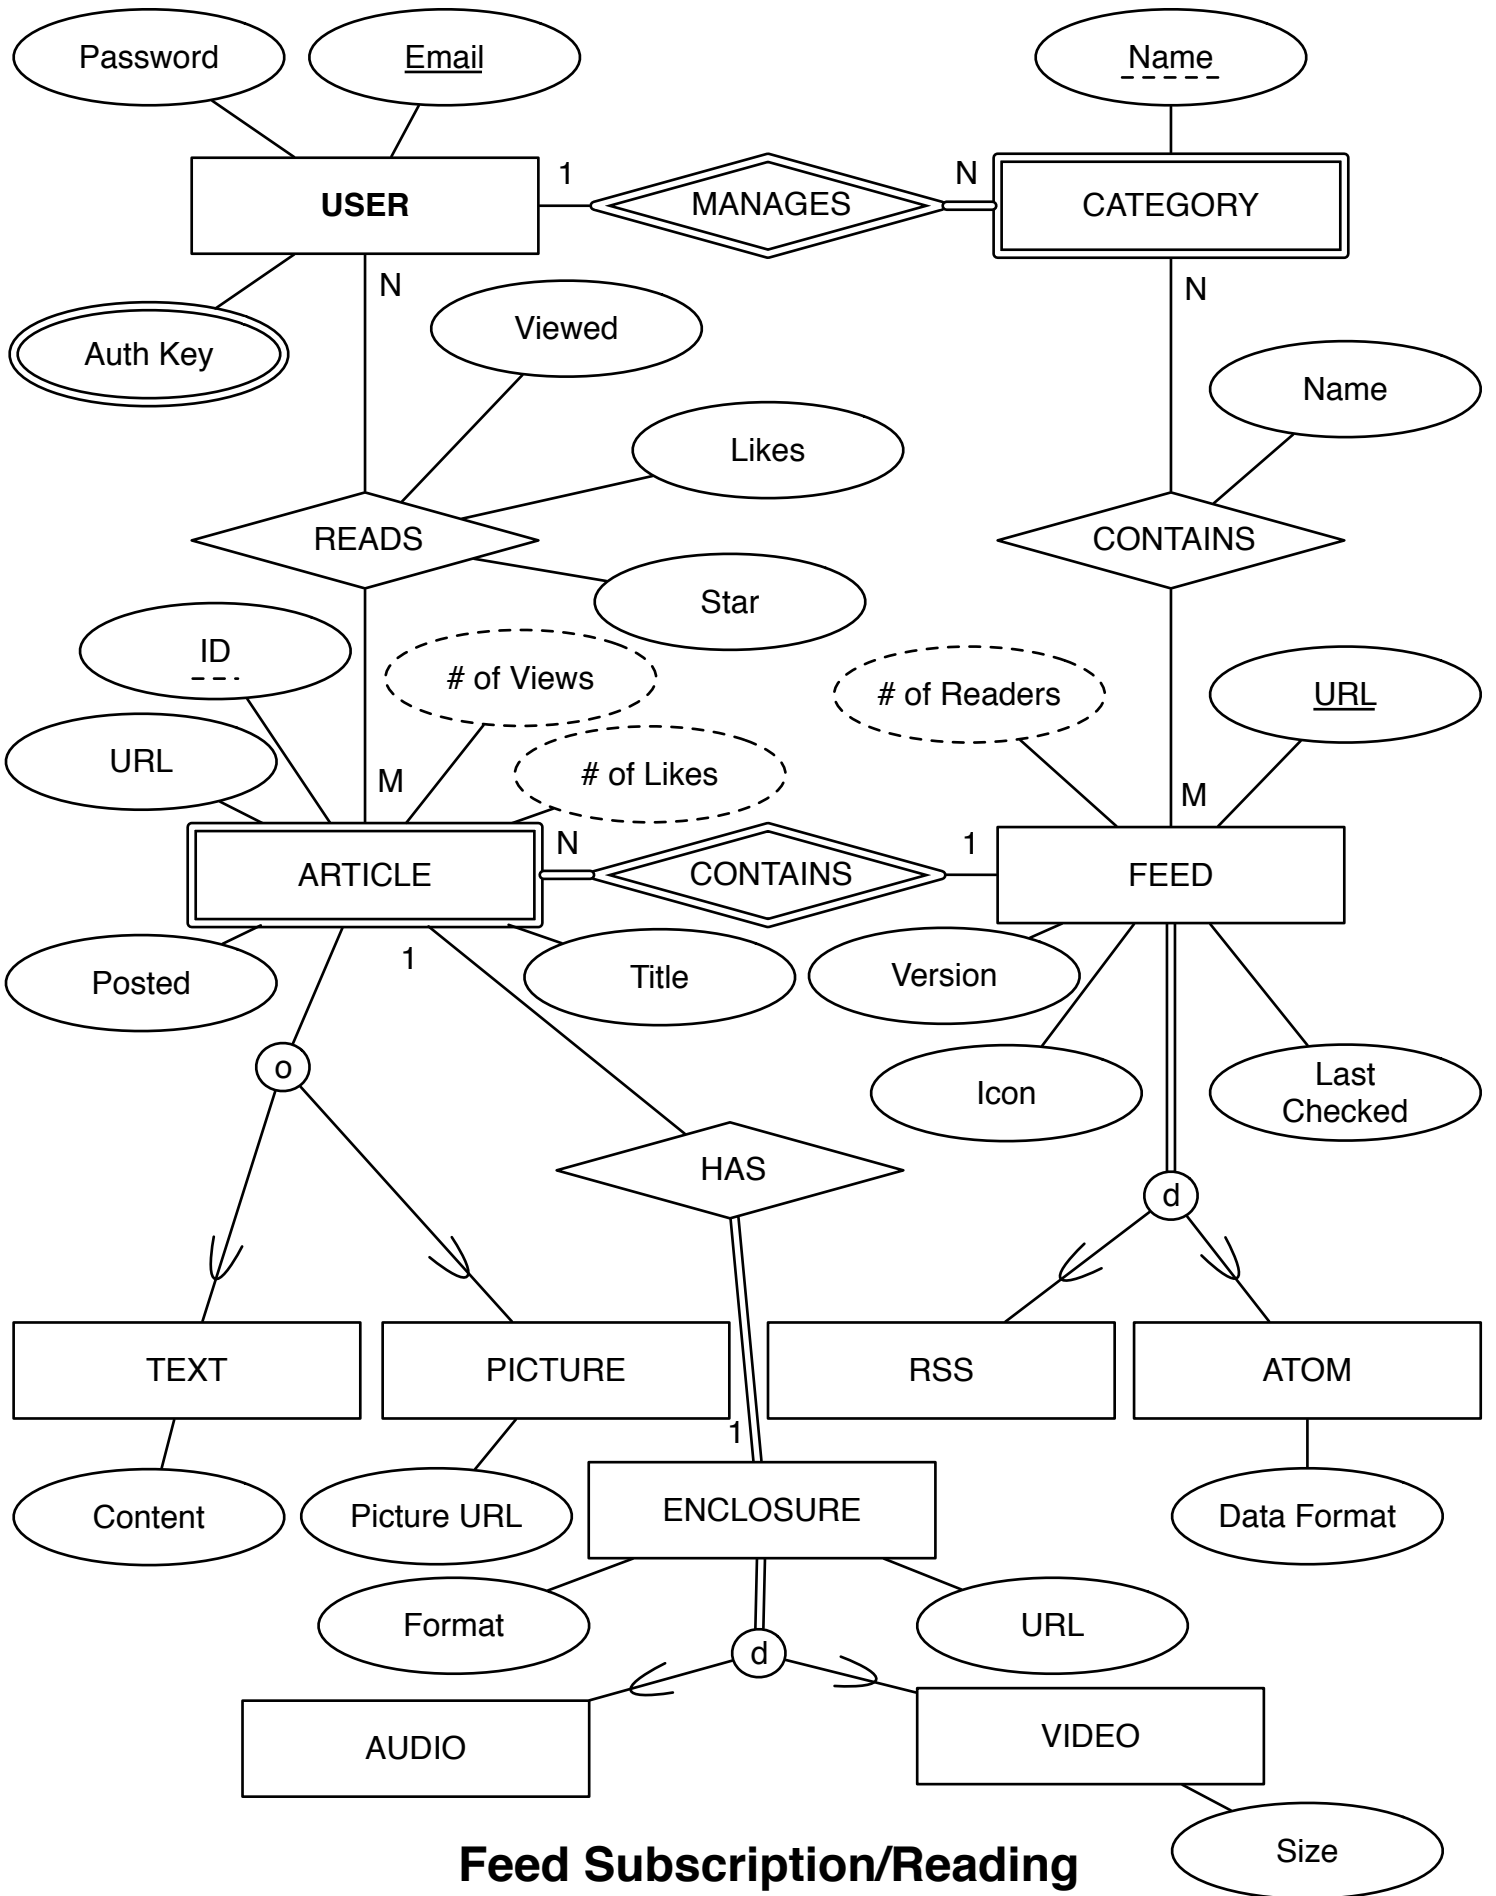 Password
Email
Name
USER
1
MANAGES
N
CATEGORY
N
N
Auth Key
Viewed
Name
Likes
READS
CONTAINS
Star
ID
# of Views
# of Readers
URL
URL
M
# of Likes
M
ARTICLE
N
CONTAINS
1
FEED
Posted
1
Title
Version
Icon
Last
Checked
o
HAS
d
TEXT
PICTURE
RSS
ATOM
1
Content
Picture URL
ENCLOSURE
Data Format
Format
URL
d
AUDIO
VIDEO
Size
Feed Subscription/Reading